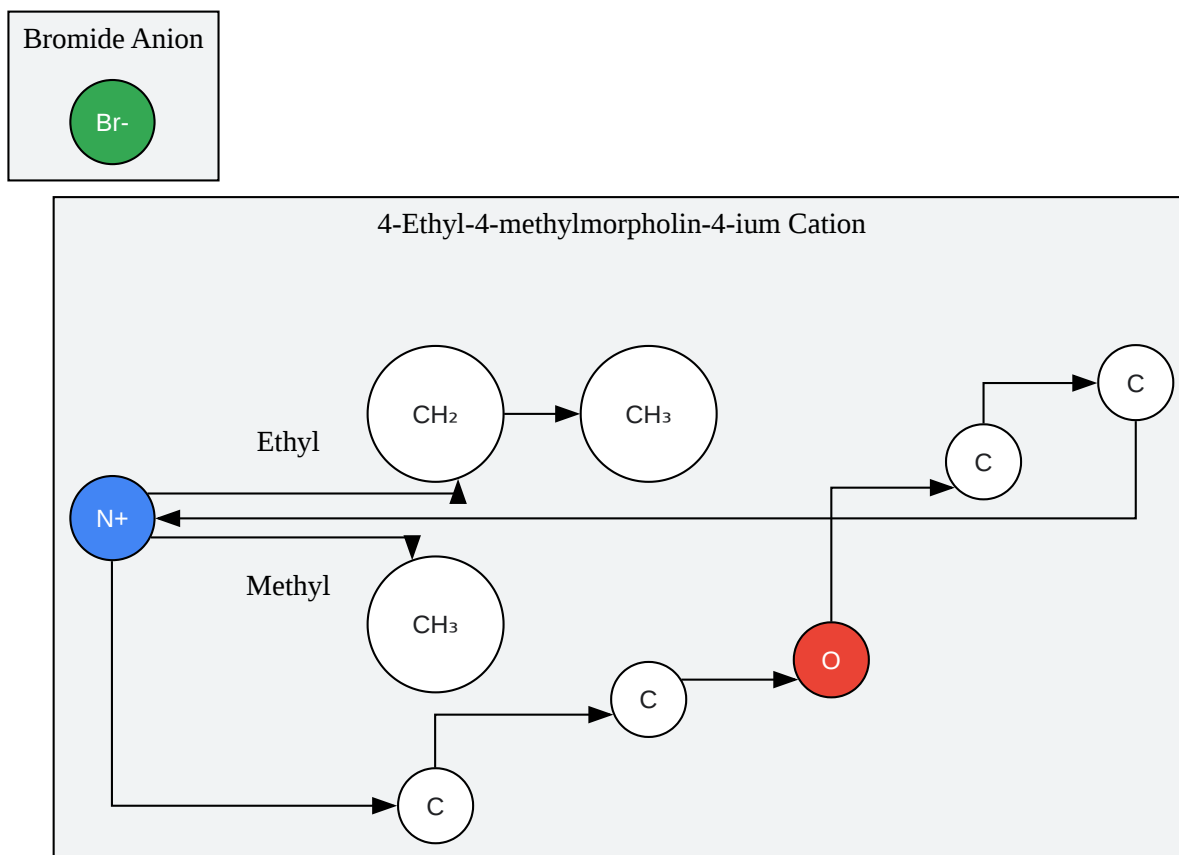 Bromide Anion
Br-
4-Ethyl-4-methylmorpholin-4-ium Cation
C
CH₂
CH₃
Ethyl
C
N+
Methyl
CH₃
O
C
C